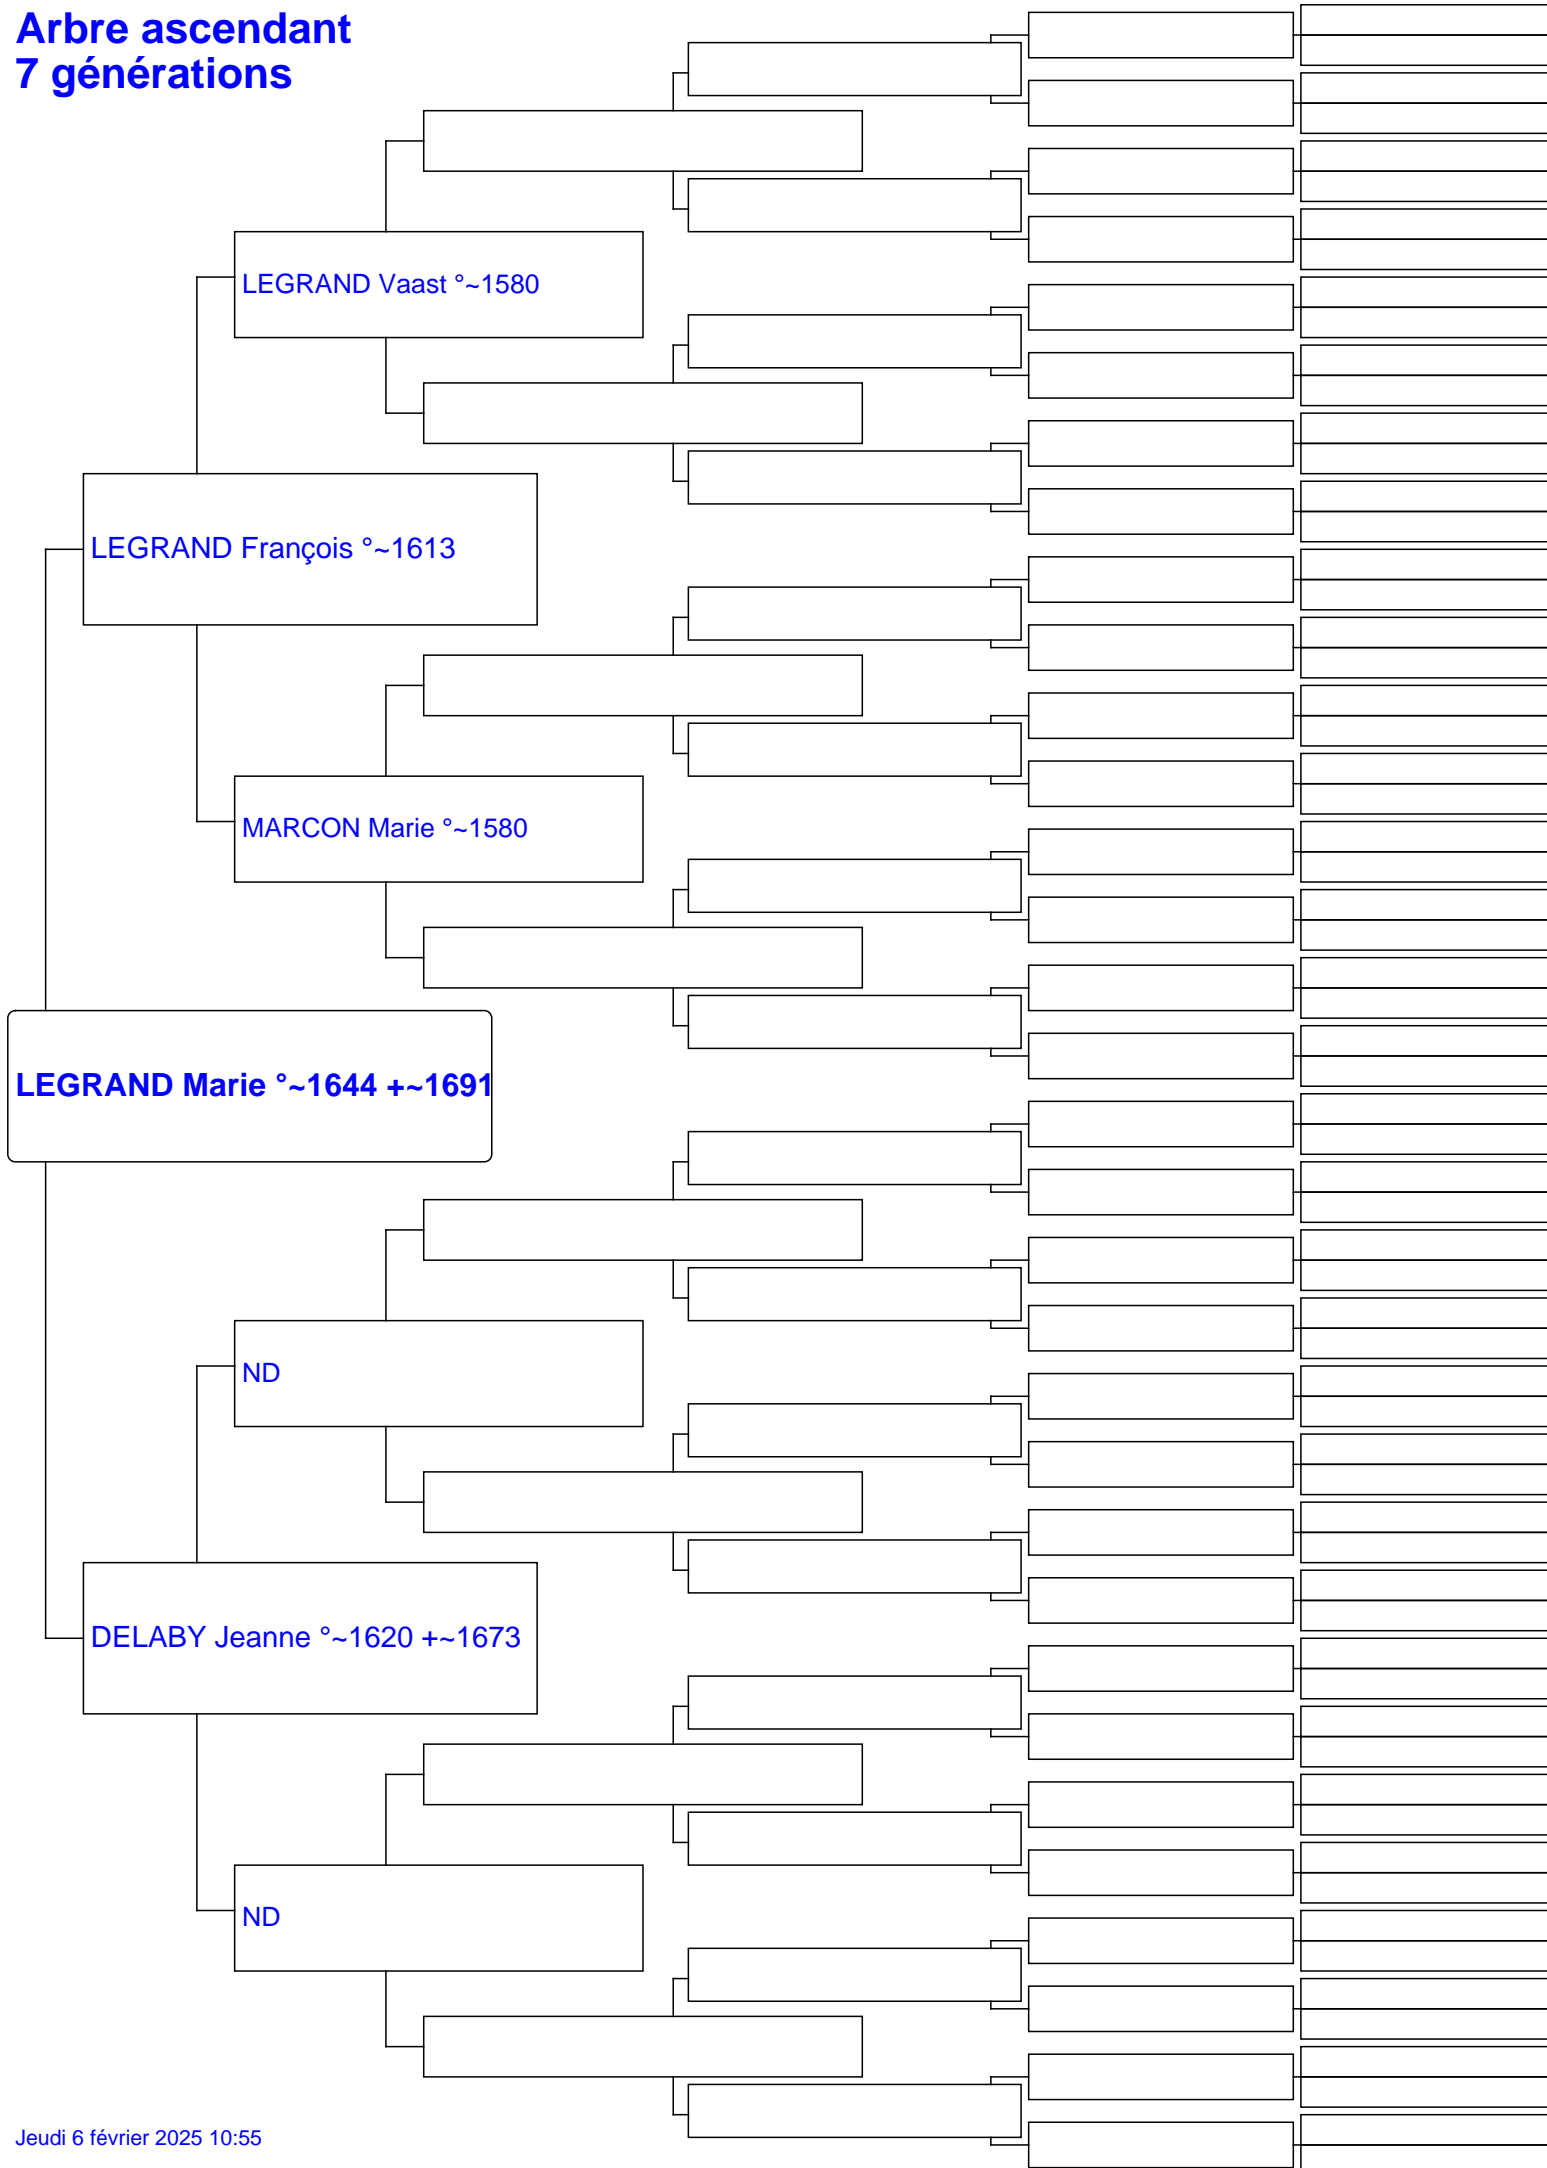 Arbre ascendant
7 générations
LEGRAND Vaast °~1580
LEGRAND François °~1613
MARCON Marie °~1580
LEGRAND Marie °~1644 +~1691
ND
DELABY Jeanne °~1620 +~1673
ND
Jeudi 6 février 2025 10:55